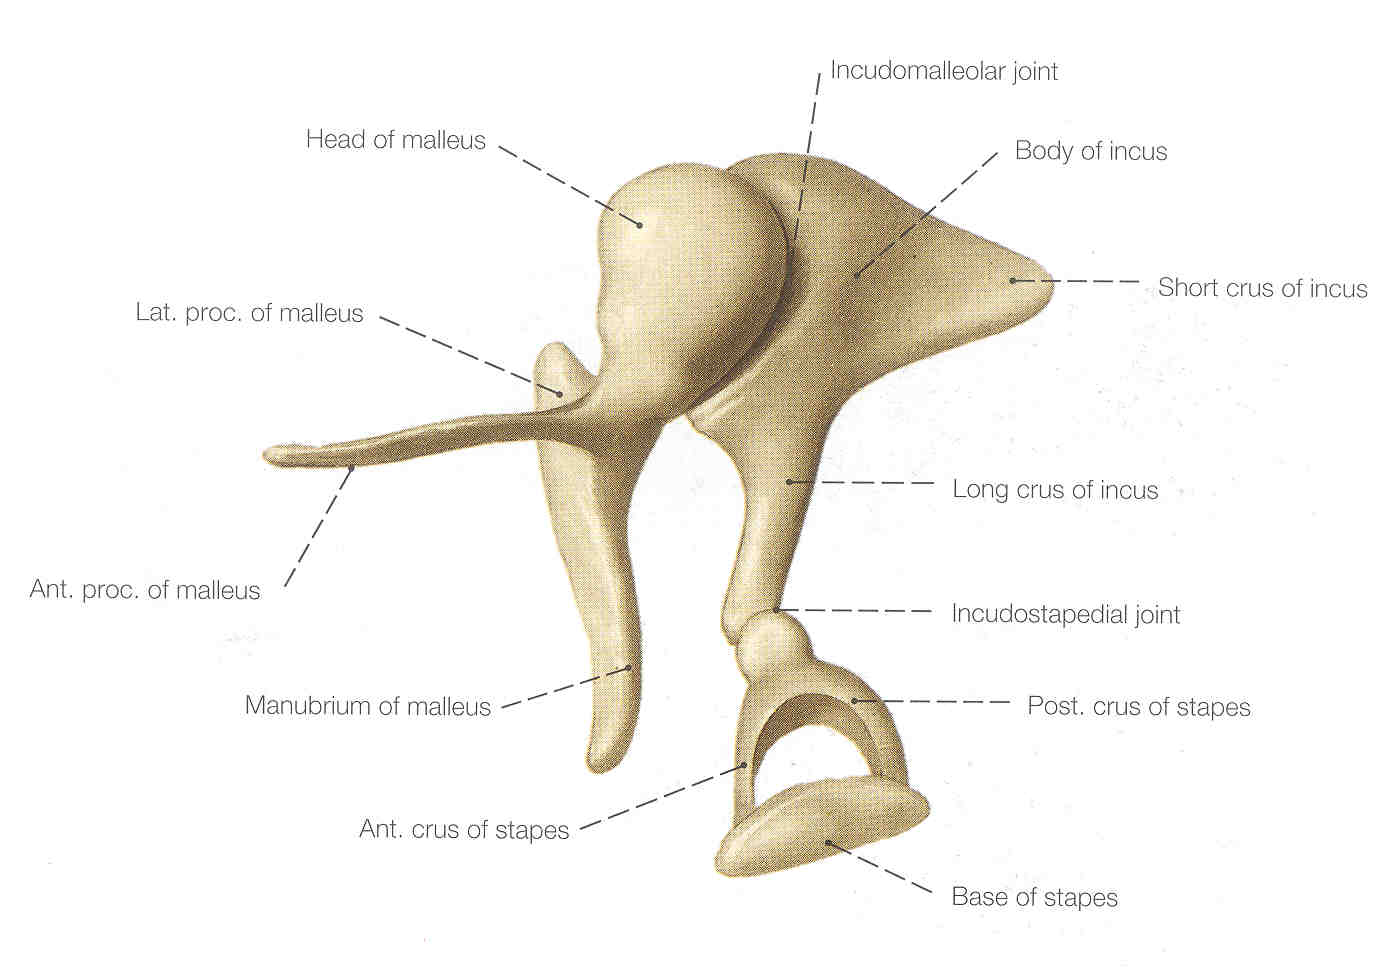 Incudomalleolar joint
Head of malleus
Body of incus
Short crus of incus
Lat. proc. of malleus
Long crus of incus
Ant. proc. of malleus
Incudostapedial joint
Manubrium of malleus
Post. crus of stapes
Ant. crus of stapes
Base of stapes